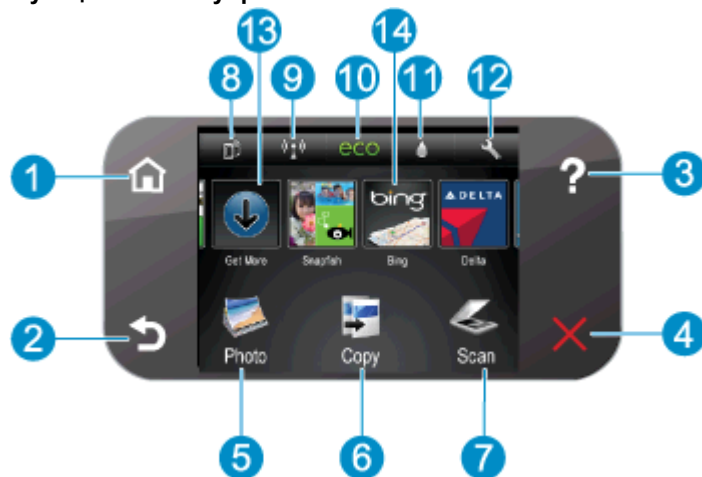 13 14
8 9 10 11 12
eco
1 ? 3
bing ▲ DELTA
Get More Snapfish Bing Delta
2 4
Photo Copy Scan
5 6 7